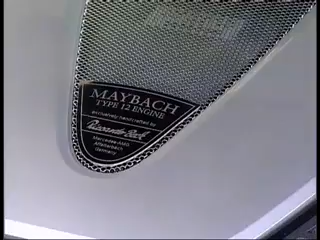 MAYBACH
TYPE 12 ENGINE
exclusively handcrafted by
Mercedes-AMG
Affalterbach
Germany